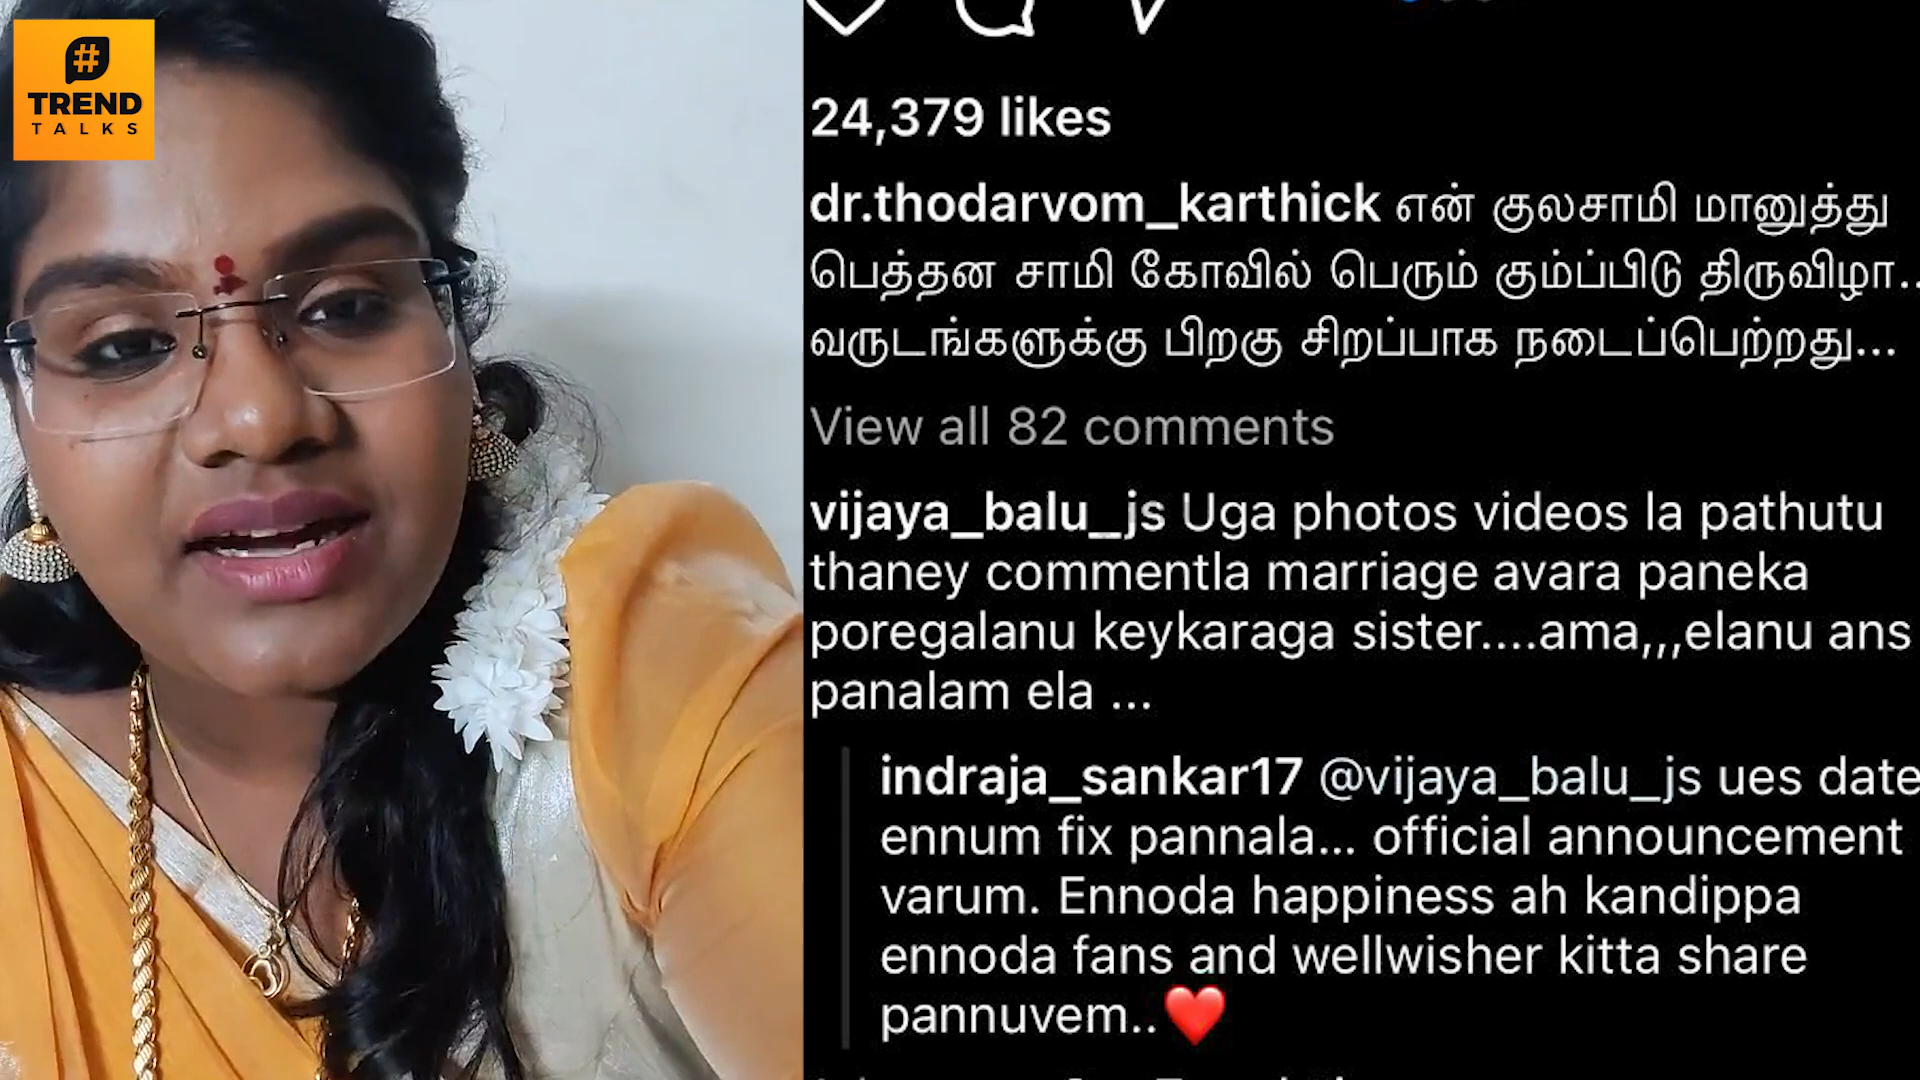 #
TREND
TALKS
24,379 likes
dr.thodarvom_karthick என் குலசாமி மானுத்து
பெத்தன சாமி கோவில் பெரும் கும்ப்பிடு திருவிழா..
வருடங்களுக்கு பிறகு சிறப்பாக நடைப்பெற்றது...
View all 82 comments
vijaya_balu_js Uga photos videos la pathutu
thaney commentla marriage avara paneka
poregalanu keykaraga sister....ama,,,elanu ans
panalam ela ...
indraja_sankar17 @vijaya_balu_js ues date
ennum fix pannala... official announcement
varum. Ennoda happiness ah kandippa
ennoda fans and wellwisher kitta share
pannuvem..❤️